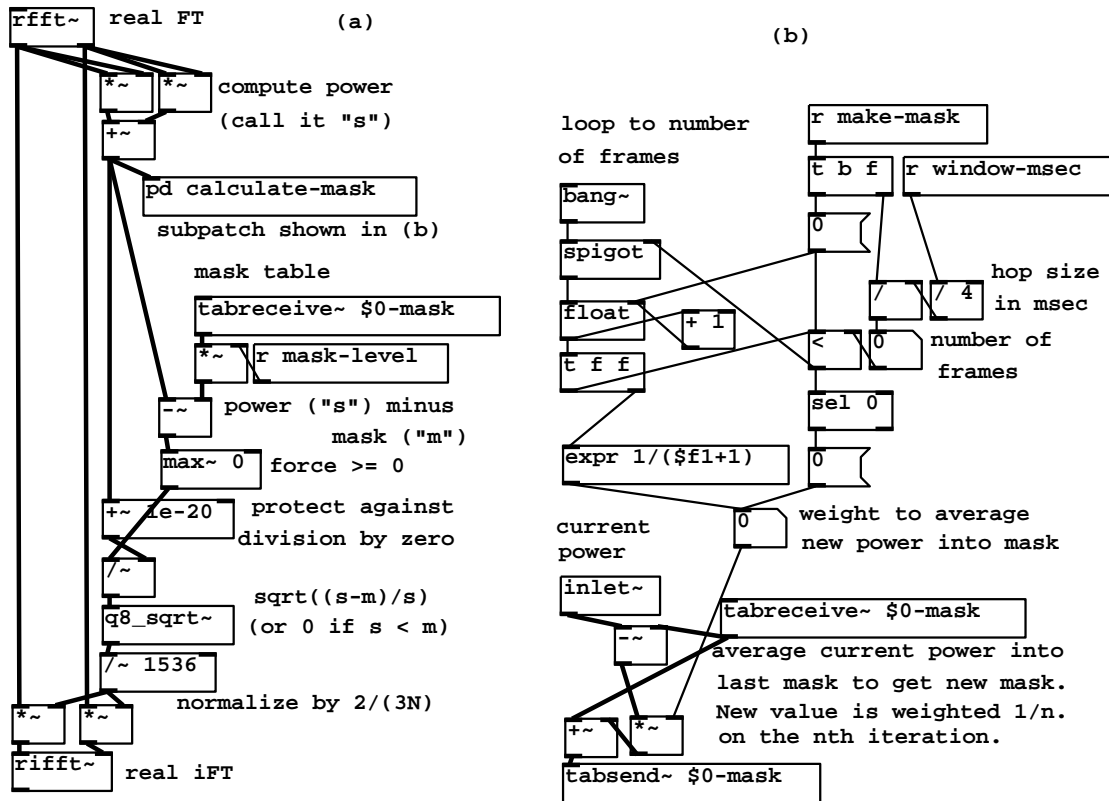 (a)
rfft~
real FT
*~
*~
compute power
(call it "s")
+~
pd calculate-mask
subpatch shown in (b)
mask table
tabreceive~ $0-mask
*~
r mask-level
-~
power ("s") minus
mask ("m")
max~ 0
force >= 0
+~ 1e-20
protect against
division by zero
/~
q8_sqrt~
sqrt((s-m)/s)
(or 0 if s < m)
/~ 1536
normalize by 2/(3N)
*~
*~
rifft~
real iFT
(b)
loop to number
of frames
r make-mask
t b f
r window-msec
bang~
0
spigot
/
/ 4
hop size
in msec
float
+ 1
t f f
<
0
number of
frames
sel 0
expr 1/($f1+1)
0
0
weight to average
new power into mask
current
power
inlet~
tabreceive~ $0-mask
-~
average current power into
last mask to get new mask.
New value is weighted 1/n.
on the nth iteration.
+~
*~
tabsend~ $0-mask